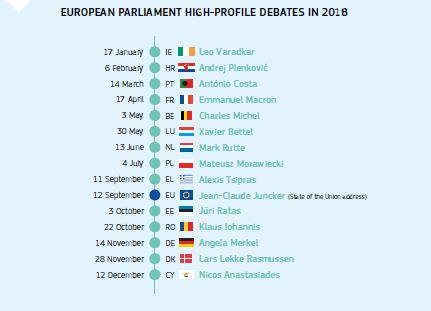 EUROPEAN PARLIAMENT HIGH-PROFILE DEBATES IN 2018
17 January IE Leo Varadkar
6 February HR Andrej Plenković
14 March PT António Costa
17 April FR Emmanuel Macron
3 May BE Charles Michel
30 May LU Xavier Bettel
13 June NL Mark Rutte
4 July PL Mateusz Morawiecki
11 September EL Alexis Tsipras
12 September EU Jean-Claude Juncker (State of the Union address)
3 October EE Jüri Ratas
22 October RO Klaus Iohannis
14 November DE Angela Merkel
28 November DK Lars Løkke Rasmussen
12 December CY Nicos Anastasiades